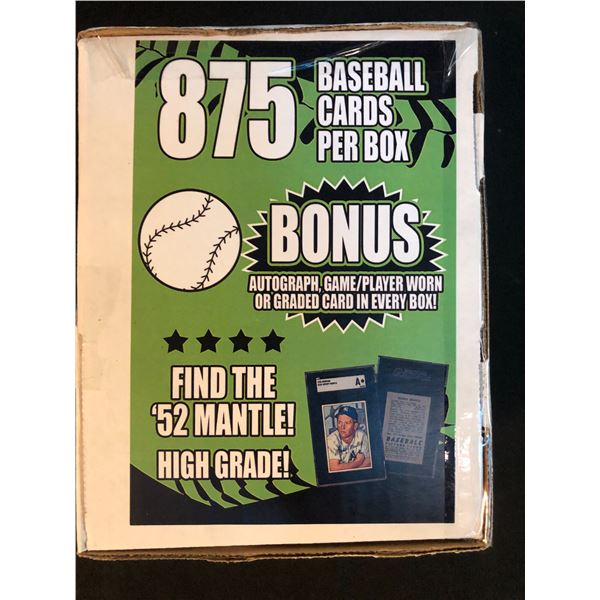 875
BASEBALL
CARDS
PER BOX
BONUS
AUTOGRAPH, GAME/PLAYER WORN
OR GRADED CARD IN EVERY BOX!
FIND THE
'52 MANTLE!
HIGH GRADE!
A
BASEBALL